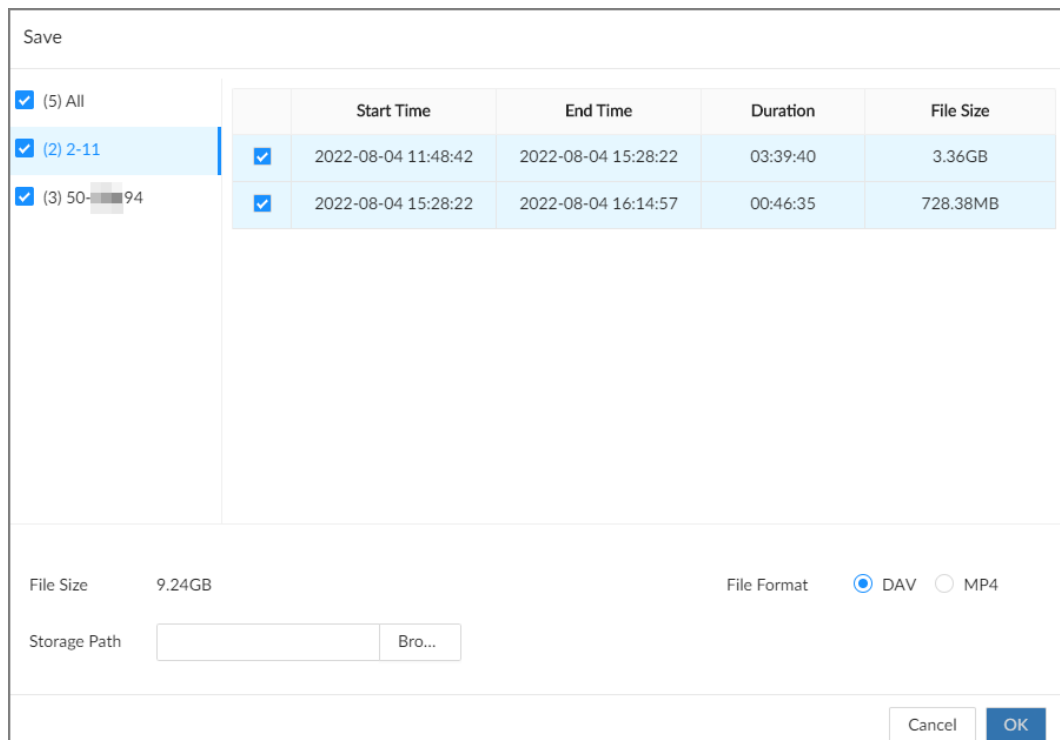 Save
(5) All
(2) 2-11
(3) 50- 94
Start Time End Time Duration File Size
2022-08-04 11:48:42 2022-08-04 15:28:22 03:39:40 3.36GB
2022-08-04 15:28:22 2022-08-04 16:14:57 00:46:35 728.38MB
File Size 9.24GB File Format DAV MP4
Storage Path Bro...
Cancel OK